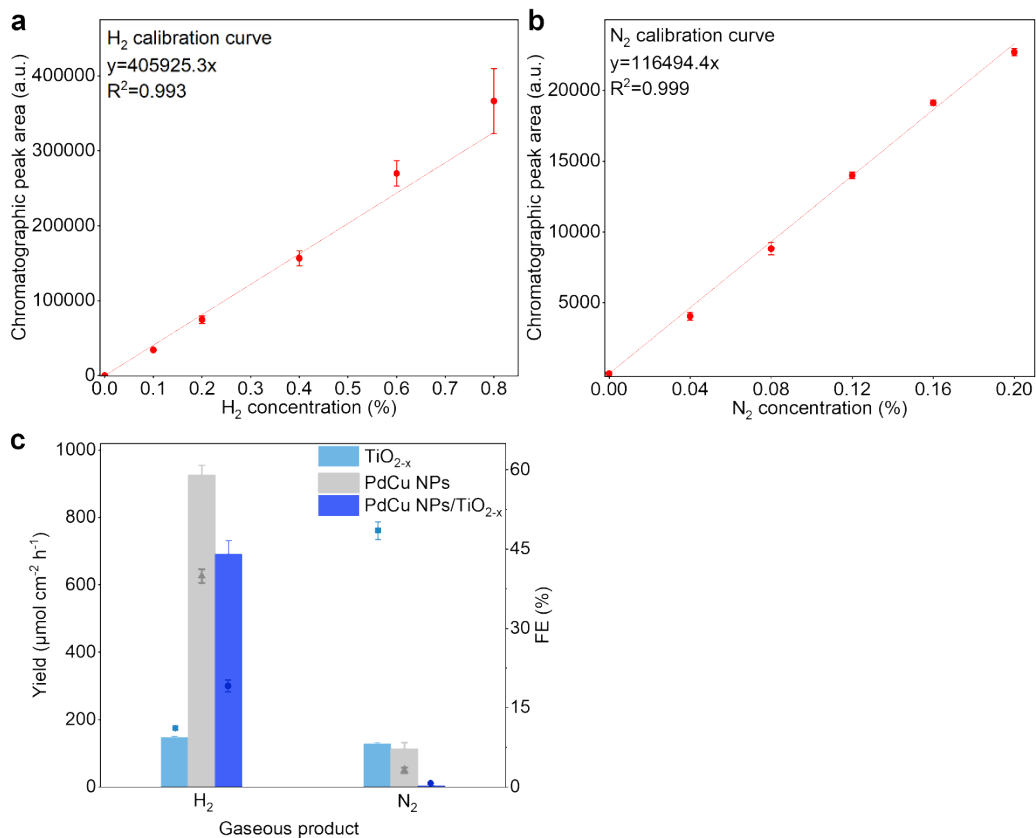 a
H2 calibration curve
y=405925.3x
R2=0.993
Chromatographic peak area (a.u.)
400000
300000
200000
100000
0
0.0 0.1 0.2 0.3 0.4 0.5 0.6 0.7 0.8
H2 concentration (%)
b
N2 calibration curve
y=116494.4x
R2=0.999
Chromatographic peak area (a.u.)
20000
15000
10000
5000
0
0.00 0.04 0.08 0.12 0.16 0.20
N2 concentration (%)
c
TiO2-x
PdCu NPs
PdCu NPs/TiO2-x
Yield (μmol cm-2 h-1)
1000
800
600
400
200
0
FE (%)
60
45
30
15
0
H2 N2
Gaseous product